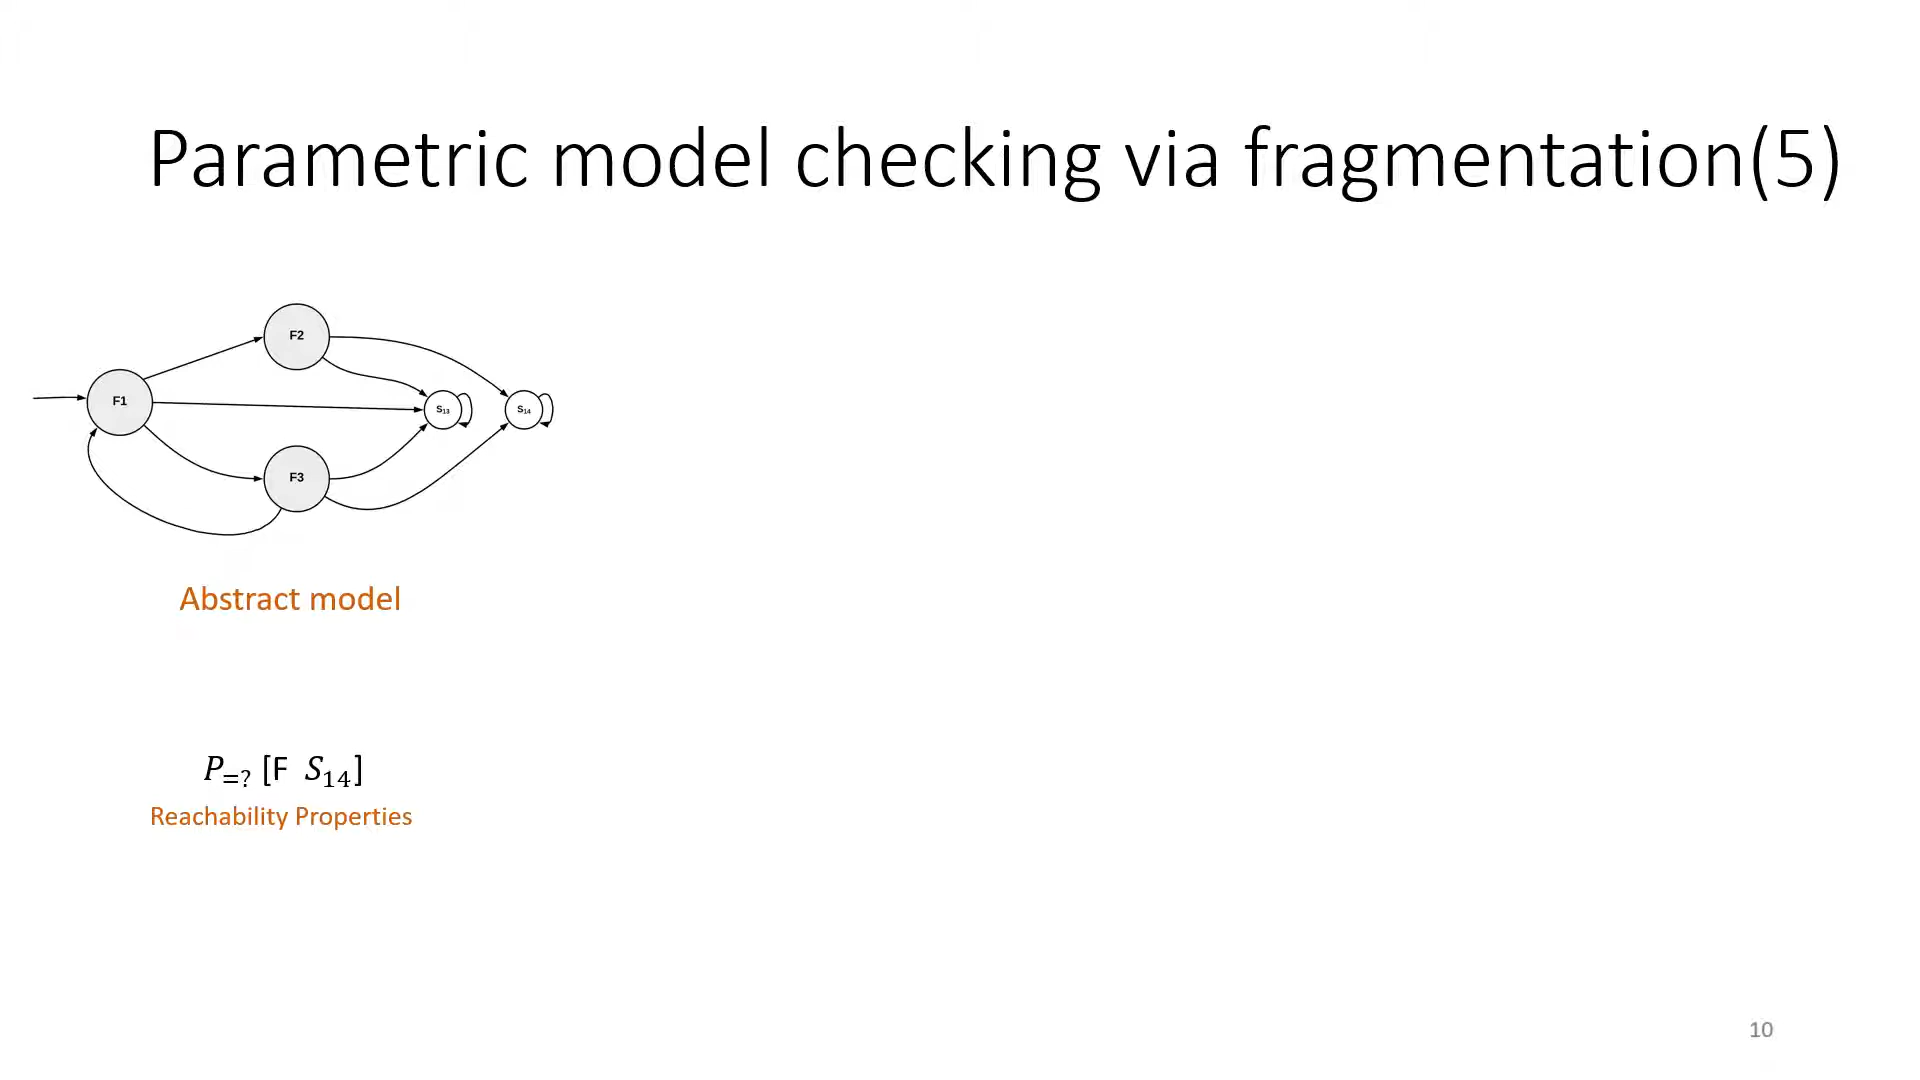 Parametric model checking via fragmentation(5)
F2
F1
S₁₃
S₁₄
F3
Abstract model
P=? [F S₁₄]
Reachability Properties
10